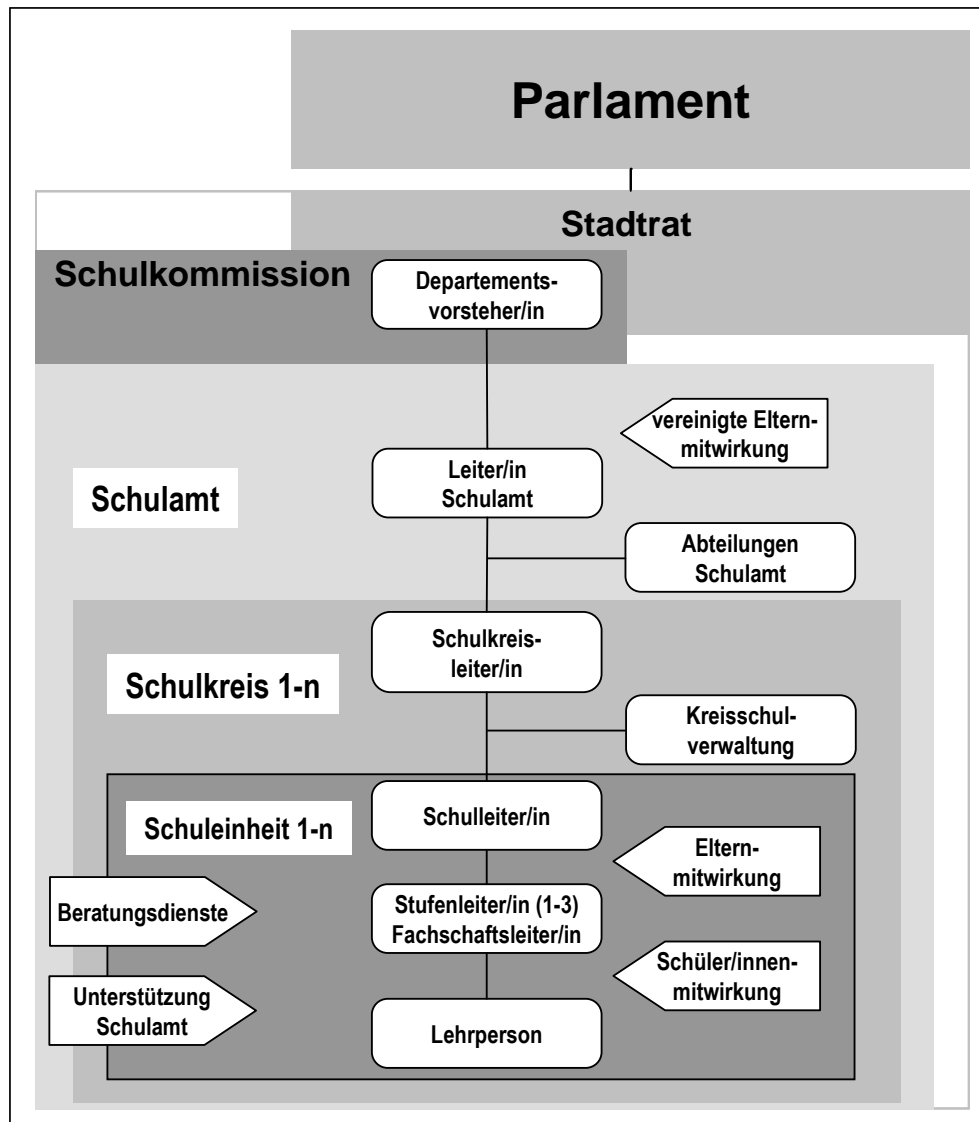 Parlament
Stadtrat
Schulkommission
Departements-
vorsteher/in
vereinigte Eltern-
mitwirkung
Leiter/in
Schulamt
Schulamt
Abteilungen
Schulamt
Schulkreis-
leiter/in
Schulkreis 1-n
Kreisschul-
verwaltung
Schulleiter/in
Schuleinheit 1-n
Eltern-
mitwirkung
Beratungsdienste
Stufenleiter/in (1-3)
Fachschaftsleiter/in
Schüler/innen-
mitwirkung
Unterstützung
Schulamt
Lehrperson